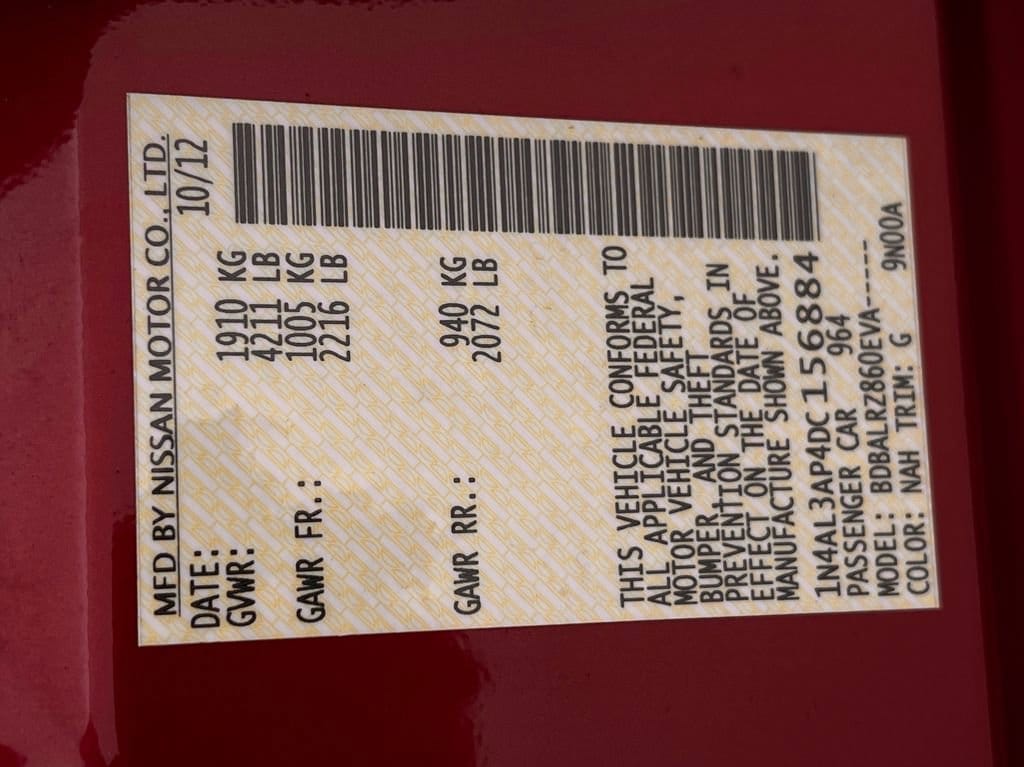 MFD BY NISSAN MOTOR CO., LTD.
DATE: 10/12
GVWR: 1910 KG
4211 LB
GAWR FR.: 1005 KG
2216 LB
GAWR RR.: 940 KG
2072 LB
THIS VEHICLE CONFORMS TO
ALL APPLICABLE FEDERAL
MOTOR VEHICLE SAFETY,
BUMPER, AND THEFT
PREVENTION STANDARDS IN
EFFECT ON THE DATE OF
MANUFACTURE SHOWN ABOVE.
1N4AL3AP4DC156884
PASSENGER CAR 964
MODEL: BDBALRZ860EVA-----
COLOR: NAH TRIM: G 9N00A